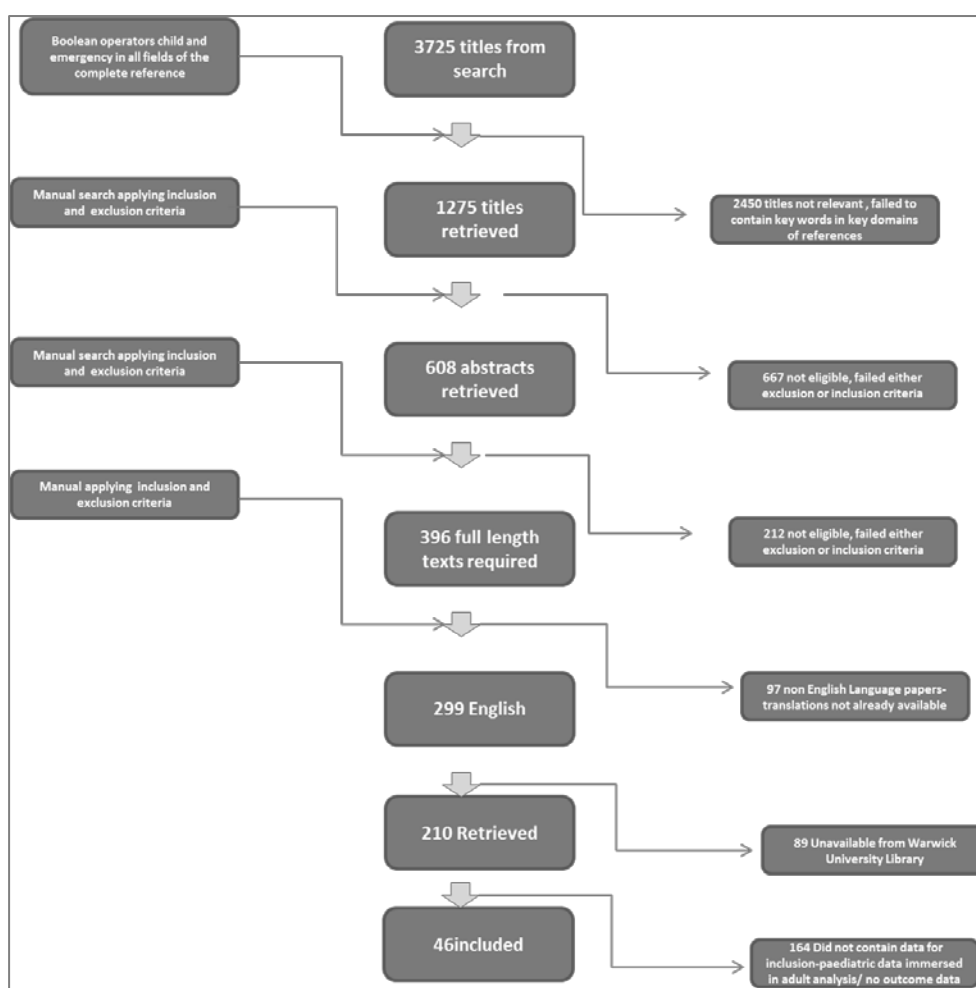 Boolean operators child and
emergency in all fields of the
complete reference
3725 titles from
search
Manual search applying inclusion
and exclusion criteria
1275 titles
retrieved
2450 titles not relevant , failed to
contain key words in key domains
of references
Manual search applying inclusion
and exclusion criteria
608 abstracts
retrieved
667 not eligible, failed either
exclusion or inclusion criteria
Manual applying inclusion and
exclusion criteria
396 full length
texts required
212 not eligible, failed either
exclusion or inclusion criteria
299 English
97 non English Language papers-
translations not already available
210 Retrieved
89 Unavailable from Warwick
University Library
46included
164 Did not contain data for
inclusion-paediatric data immersed
in adult analysis/ no outcome data